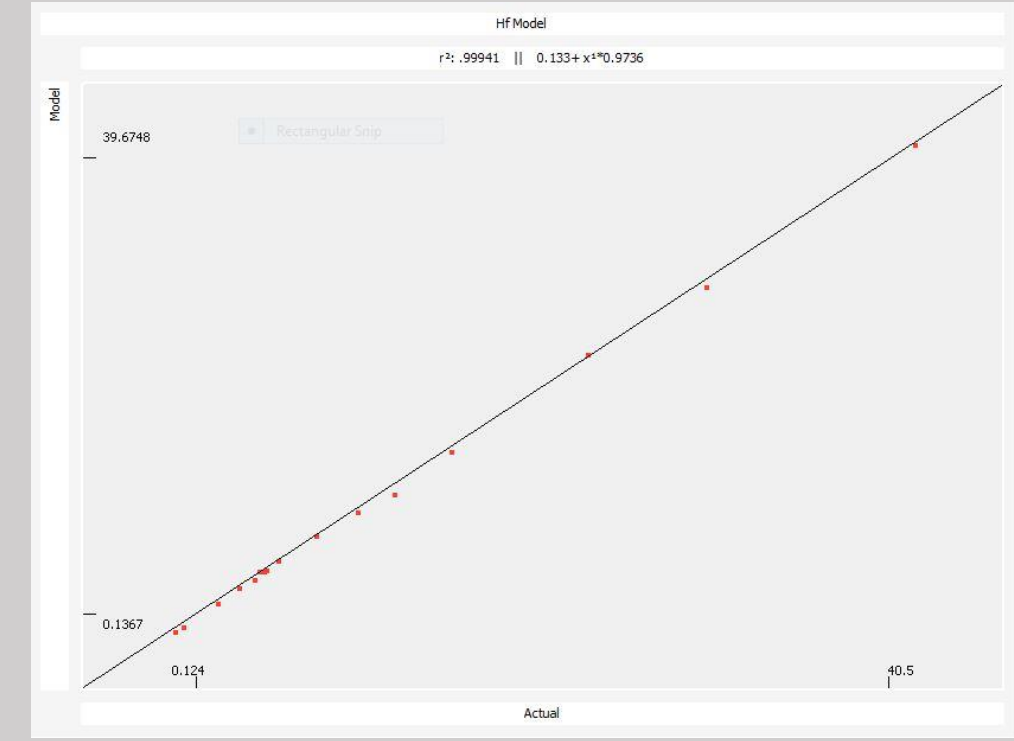 Hf Model
r²: .99941 || 0.133+ x¹*0.9736
Model
39.6748
Rectangular Snip
0.1367
0.124
40.5
Actual